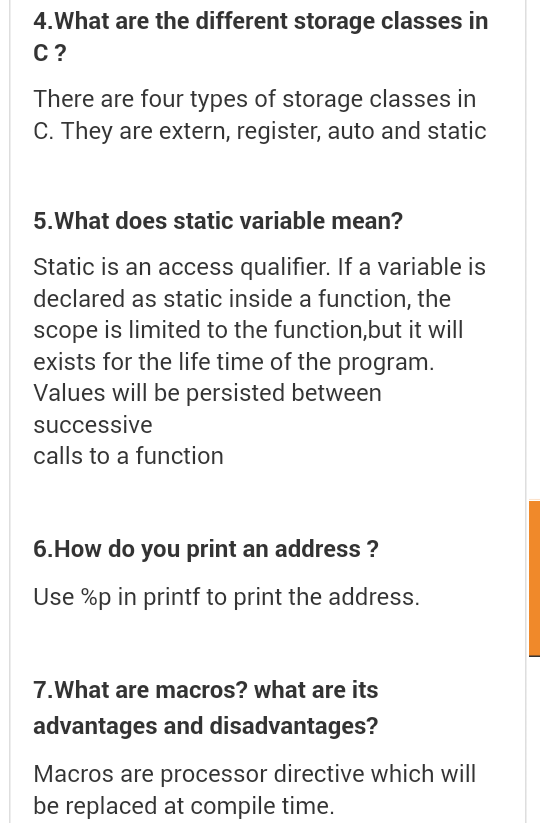 4.What are the different storage classes in
C ?
There are four types of storage classes in
C. They are extern, register, auto and static
5.What does static variable mean?
Static is an access qualifier. If a variable is
declared as static inside a function, the
scope is limited to the function,but it will
exists for the life time of the program.
Values will be persisted between
successive
calls to a function
6.How do you print an address ?
Use %p in printf to print the address.
7.What are macros? what are its
advantages and disadvantages?
Macros are processor directive which will
be replaced at compile time.